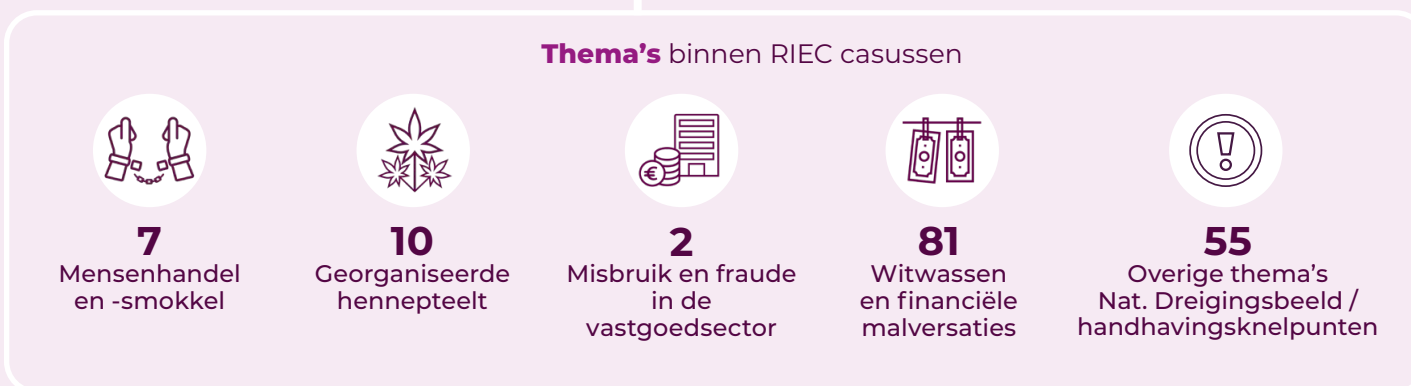 Thema's binnen RIEC casussen
7
Mensenhandel
en -smokkel
10
Georganiseerde
hennepteelt
2
Misbruik en fraude
in de
vastgoedsector
81
Witwassen
en financiële
malversaties
55
Overige thema's
Nat. Dreigingsbeeld /
handhavingsknelpunten